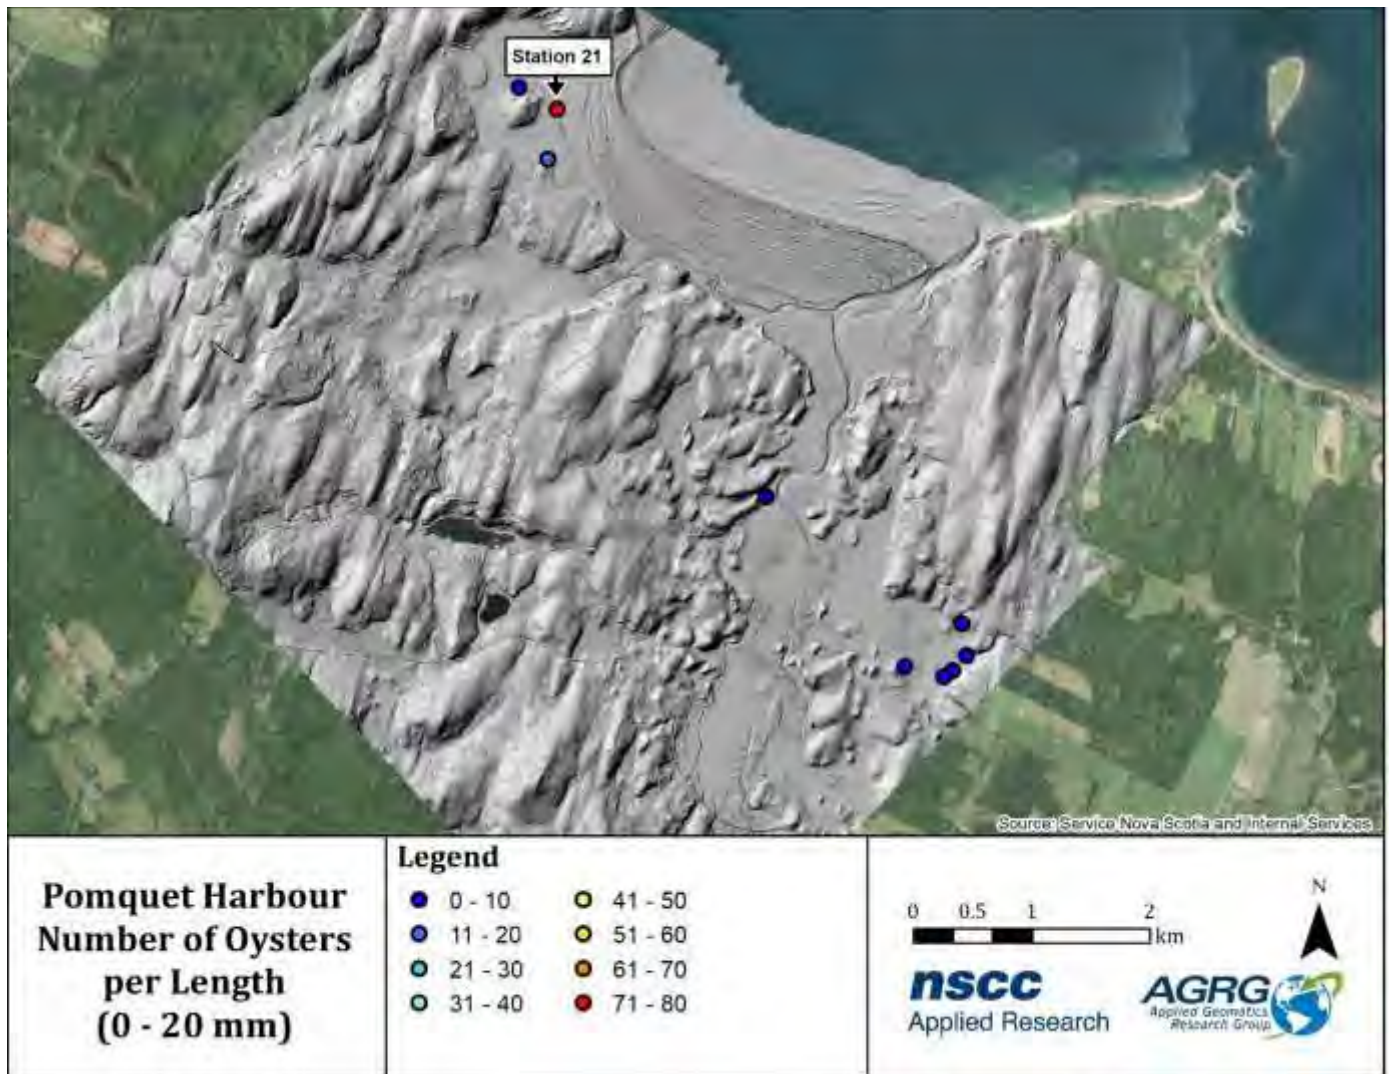 Station 21
Source: Service Nova Scotia and Internal Services
Pomquet Harbour
Number of Oysters
per Length
(0 - 20 mm)
Legend
0 - 10
11 - 20
21 - 30
31 - 40
41 - 50
51 - 60
61 - 70
71 - 80
0 0.5 1 2
km
N
nscc
Applied Research
AGRG
Applied Geomatics
Research Group